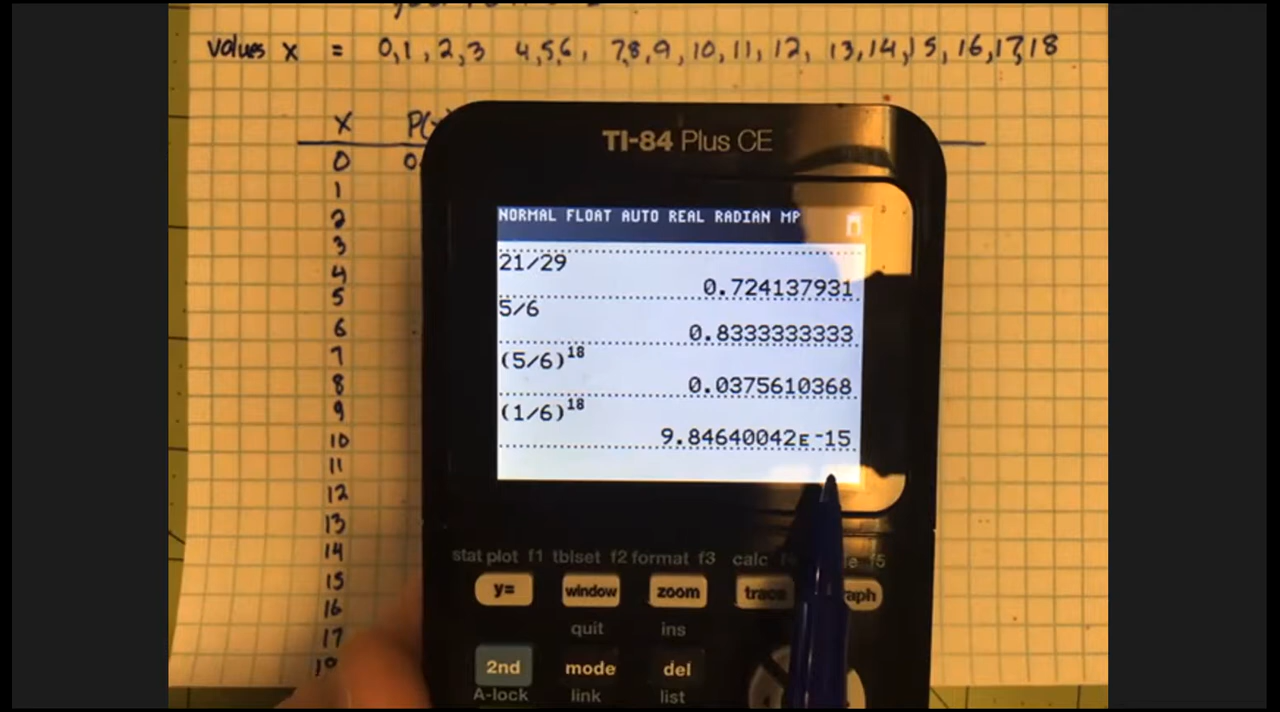 values x = 0,1, 2,3 4,5,6, 7,8,9, 10, 11, 12, 13,14,15, 16,17,18
X
0
1
2
3
4
5
6
7
8
9
10
11
12
13
14
15
16
17
TI-84 Plus CE
NORMAL FLOAT AUTO REAL RADIAN MP
21/29
0.724137931
5/6
0.8333333333
(5/6)^18
0.0375610368
(1/6)^18
9.84640042E-15
stat plot f1 tblset f2 format f3 calc f5
y= window zoom trace
quit ins
2nd mode del
A-lock link list